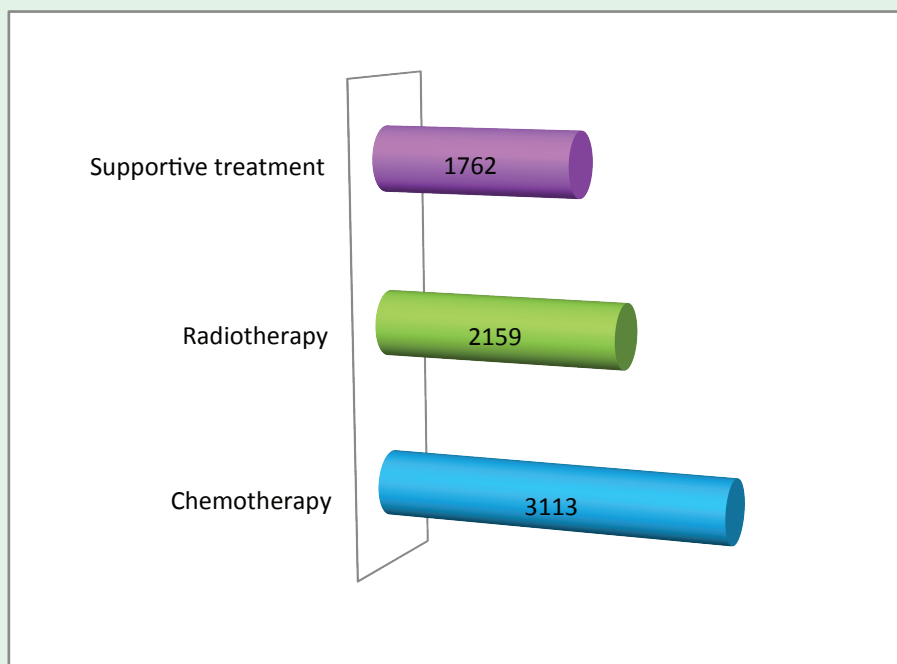 Supportive treatment
1762
Radiotherapy
2159
Chemotherapy
3113